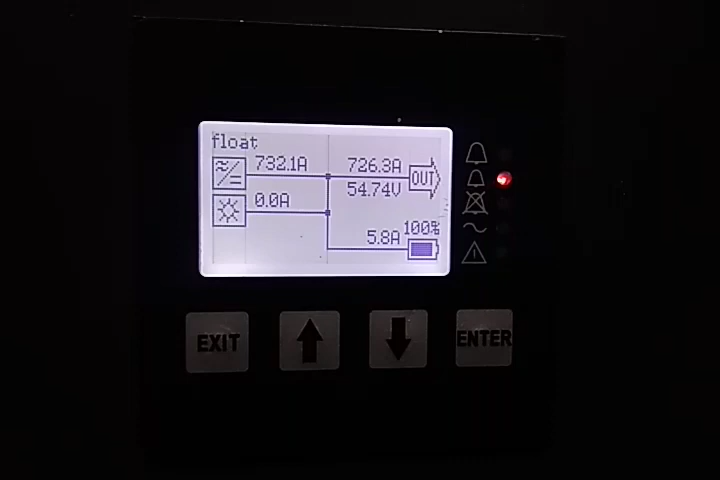 float
732.1A 726.3A
OUT
54.74V
0.0A
100%
5.8A
EXIT
ENTER